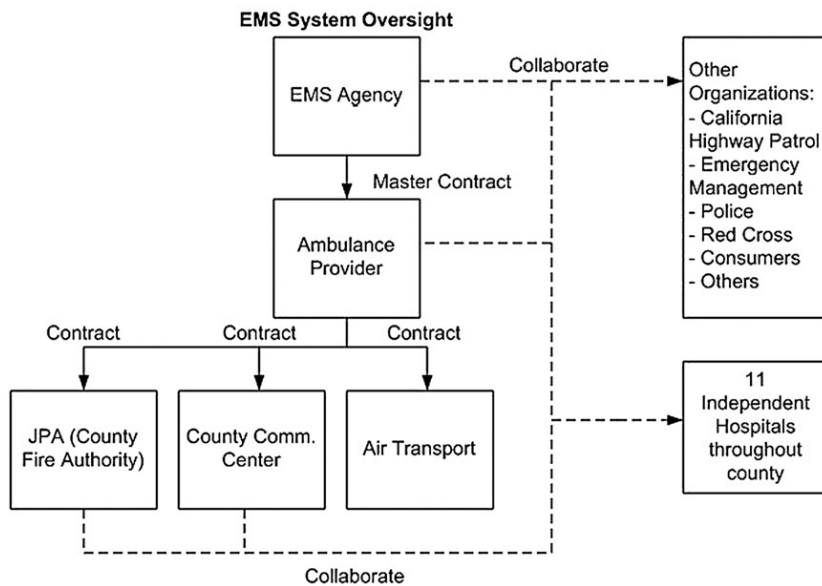 EMS System Oversight
EMS Agency
Collaborate
Other
Organizations:
- California
Highway Patrol
- Emergency
Management
- Police
- Red Cross
- Consumers
- Others
Master Contract
Ambulance
Provider
Contract
Contract
Contract
JPA (County
Fire Authority)
County Comm.
Center
Air Transport
11
Independent
Hospitals
throughout
county
Collaborate